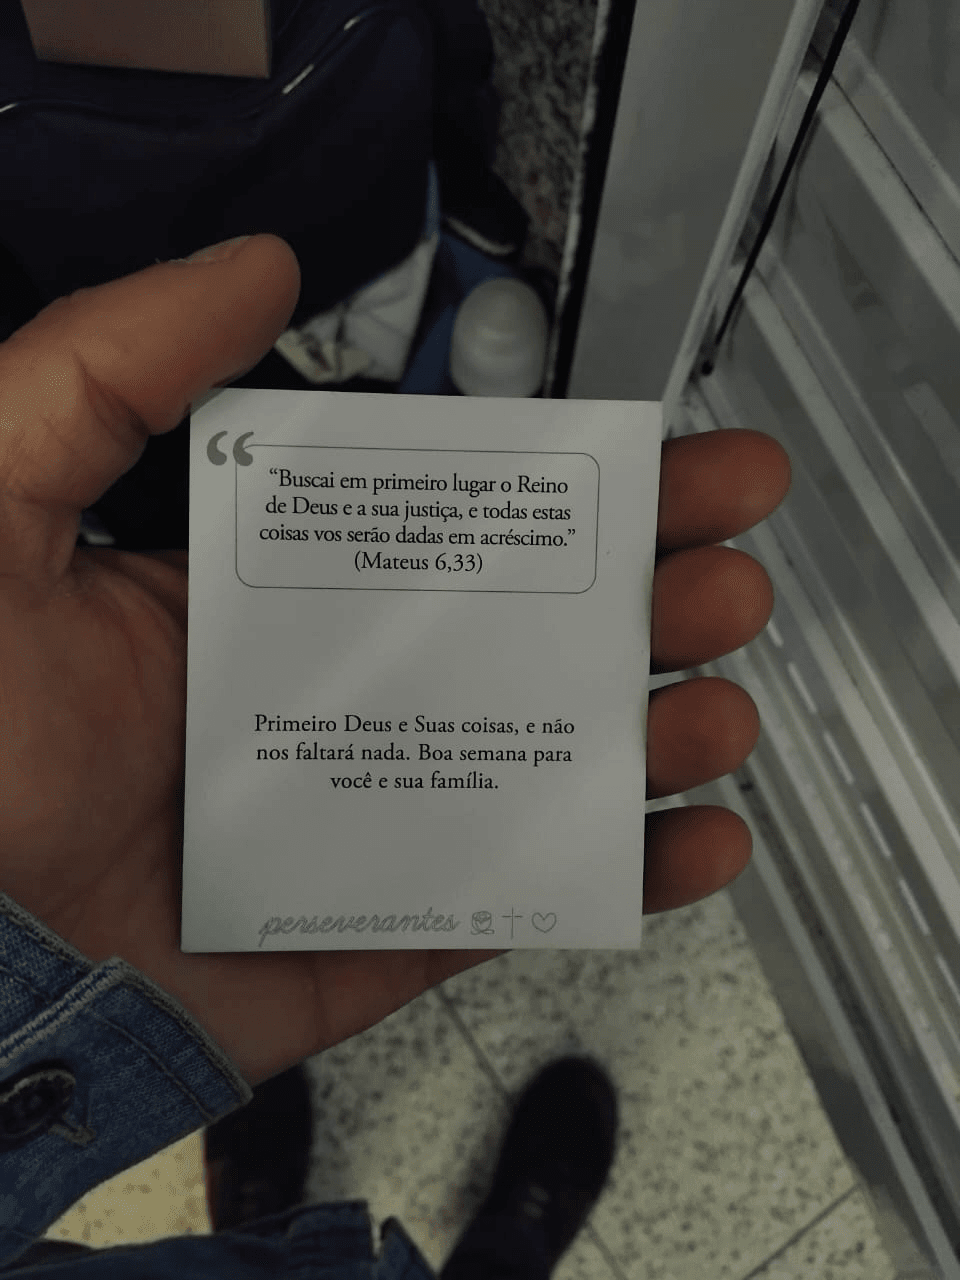 “Buscai em primeiro lugar o Reino
de Deus e a sua justiça, e todas estas
coisas vos serão dadas em acréscimo.”
(Mateus 6,33)
Primeiro Deus e Suas coisas, e não
nos faltará nada. Boa semana para
você e sua família.
perseverantes